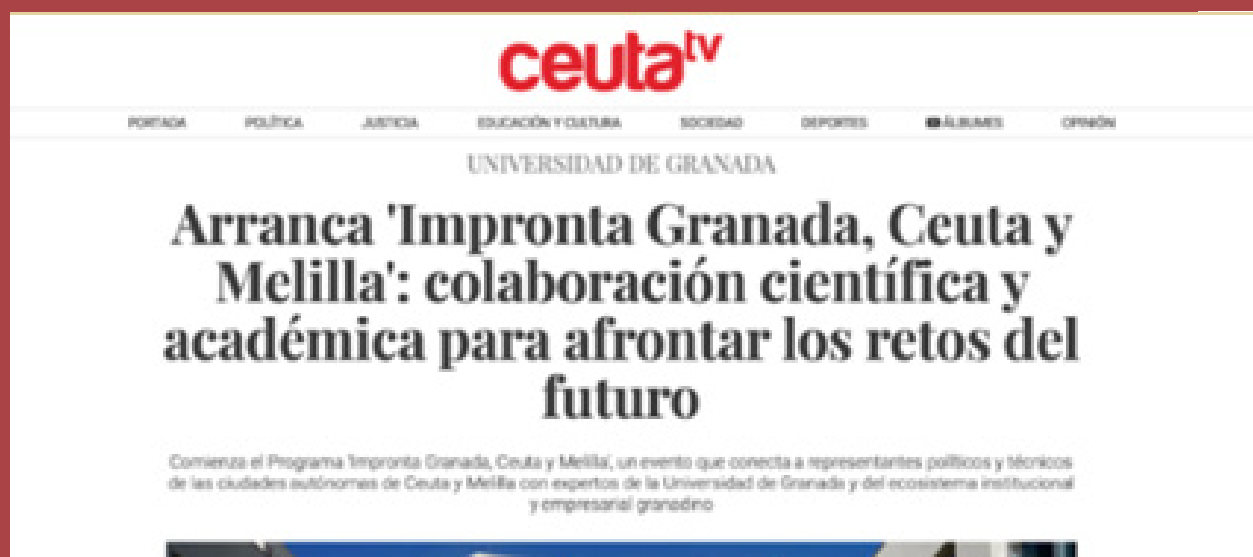 ceutatv
PORTADA POLÍTICA JUSTICIA EDUCACIÓN Y CULTURA SOCIEDAD DEPORTES ÁLBUMES OPINIÓN
UNIVERSIDAD DE GRANADA
Arranca 'Impronta Granada, Ceuta y
Melilla': colaboración científica y
académica para afrontar los retos del
futuro
Comienza el Programa 'Impronta Granada, Ceuta y Melilla', un evento que conecta a representantes políticos y técnicos
de las ciudades autónomas de Ceuta y Melilla con expertos de la Universidad de Granada y del ecosistema institucional
y empresarial granadino